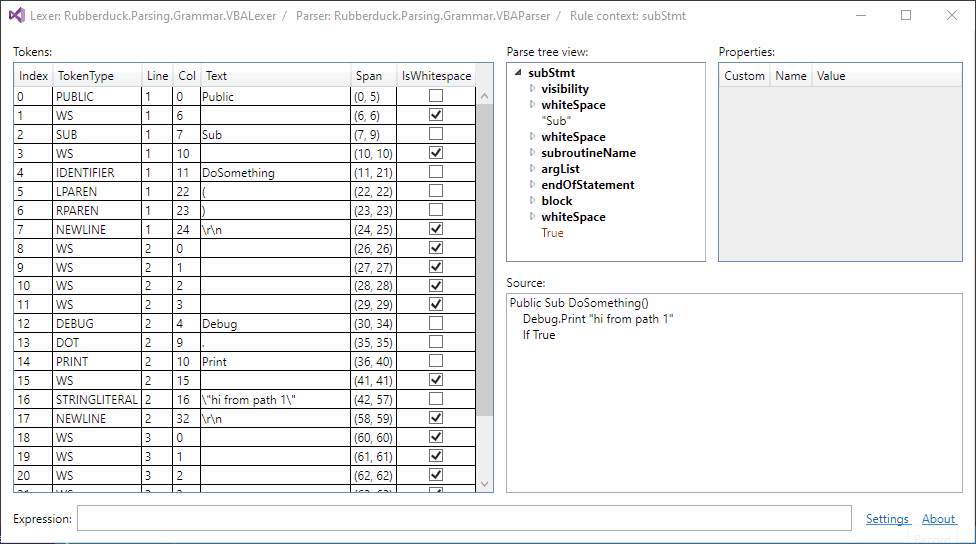 Lexer: Rubberduck.Parsing.Grammar.VBALexer / Parser: Rubberduck.Parsing.Grammar.VBAParser / Rule context: subStmt
Tokens:
Index TokenType Line Col Text Span IsWhitespace
0 PUBLIC 1 0 Public (0, 5)
1 WS 1 6 (6, 6)
2 SUB 1 7 Sub (7, 9)
3 WS 1 10 (10, 10)
4 IDENTIFIER 1 11 DoSomething (11, 21)
5 LPAREN 1 22 ( (22, 22)
6 RPAREN 1 23 ) (23, 23)
7 NEWLINE 1 24 \r\n (24, 25)
8 WS 2 0 (26, 26)
9 WS 2 1 (27, 27)
10 WS 2 2 (28, 28)
11 WS 2 3 (29, 29)
12 DEBUG 2 4 Debug (30, 34)
13 DOT 2 9 . (35, 35)
14 PRINT 2 10 Print (36, 40)
15 WS 2 15 (41, 41)
16 STRINGLITERAL 2 16 \"hi from path 1\" (42, 57)
17 NEWLINE 2 32 \r\n (58, 59)
18 WS 3 0 (60, 60)
19 WS 3 1 (61, 61)
20 WS 3 2 (62, 62)
Parse tree view:
subStmt
visibility
whiteSpace
"Sub"
whiteSpace
subroutineName
argList
endOfStatement
block
whiteSpace
True
Properties:
Custom Name Value
Source:
Public Sub DoSomething()
Debug.Print "hi from path 1"
If True
Expression:
Settings About